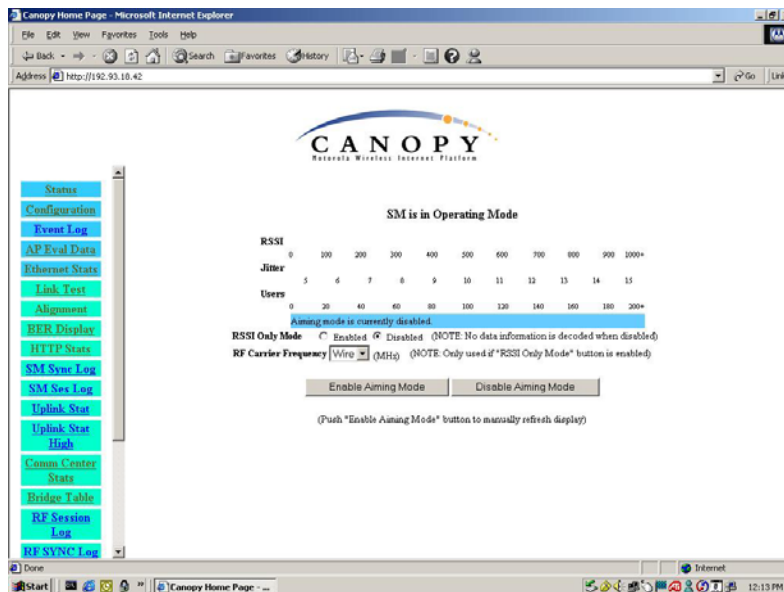 Canopy Home Page - Microsoft Internet Explorer
File Edit View Favorites Tools Help
Back Search Favorites History
Address http://192.93.10.42 Go Link
CANOPY
Motorola Wireless Internet Platform
Status
Configuration
Event Log
AP Eval Data
Ethernet Stats
Link Test
Alignment
BER Display
HTTP Stats
SM Sync Log
SM Ses Log
Uplink Stat
Uplink Stat
High
Comm Center
Stats
Bridge Table
RF Session
Log
RF SYNC Log
SM is in Operating Mode
RSSI
0 100 200 300 400 500 600 700 800 900 1000+
Jitter
5 6 7 8 9 10 11 12 13 14 15
Users
0 20 40 60 80 100 120 140 160 180 200+
Aiming mode is currently disabled.
RSSI Only Mode Enabled Disabled (NOTE: No data information is decoded when disabled)
RF Carrier Frequency Wire (MHz) (NOTE: Only used if "RSSI Only Mode" button is enabled)
Enable Aiming Mode Disable Aiming Mode
(Push "Enable Aiming Mode" button to manually refresh display)
Done Internet
Start Canopy Home Page - ... 12:13 PM